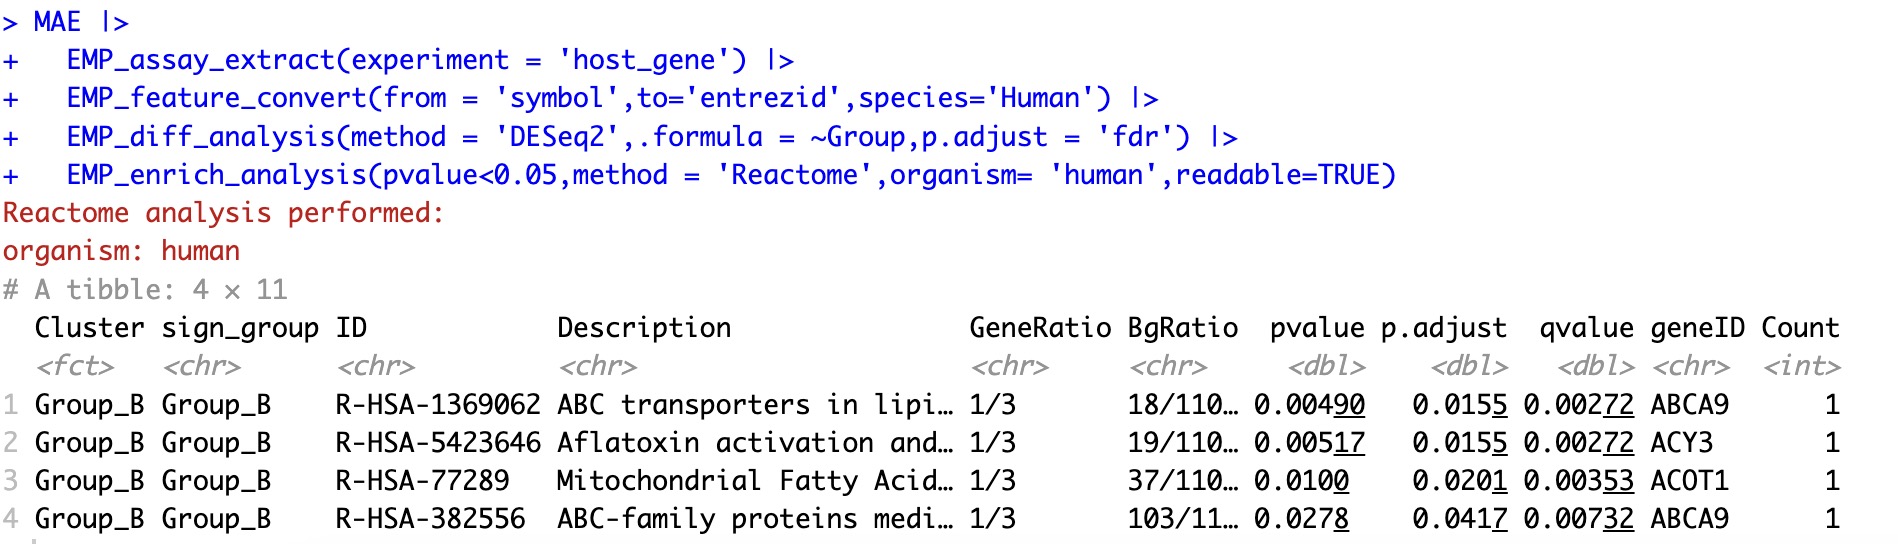 > MAE |>
+   EMP_assay_extract(experiment = 'host_gene') |>
+   EMP_feature_convert(from = 'symbol',to='entrezid',species='Human') |>
+   EMP_diff_analysis(method = 'DESeq2',.formula = ~Group,p.adjust = 'fdr') |>
+   EMP_enrich_analysis(pvalue<0.05,method = 'Reactome',organism= 'human',readable=TRUE)
Reactome analysis performed:
organism: human
# A tibble: 4 × 11
  Cluster sign_group ID            Description               GeneRatio BgRatio  pvalue p.adjust  qvalue geneID Count
  <fct>   <chr>      <chr>         <chr>                     <chr>     <chr>     <dbl>    <dbl>   <dbl> <chr>  <int>
1 Group_B Group_B    R-HSA-1369062 ABC transporters in lipi… 1/3       18/110… 0.00490   0.0155 0.00272 ABCA9      1
2 Group_B Group_B    R-HSA-5423646 Aflatoxin activation and… 1/3       19/110… 0.00517   0.0155 0.00272 ACY3       1
3 Group_B Group_B    R-HSA-77289   Mitochondrial Fatty Acid… 1/3       37/110… 0.0100    0.0201 0.00353 ACOT1      1
4 Group_B Group_B    R-HSA-382556  ABC-family proteins medi… 1/3       103/11… 0.0278    0.0417 0.00732 ABCA9      1